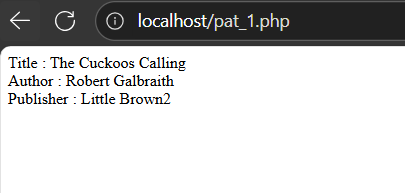 localhost/pat_1.php
Title : The Cuckoos Calling
Author : Robert Galbraith
Publisher : Little Brown2